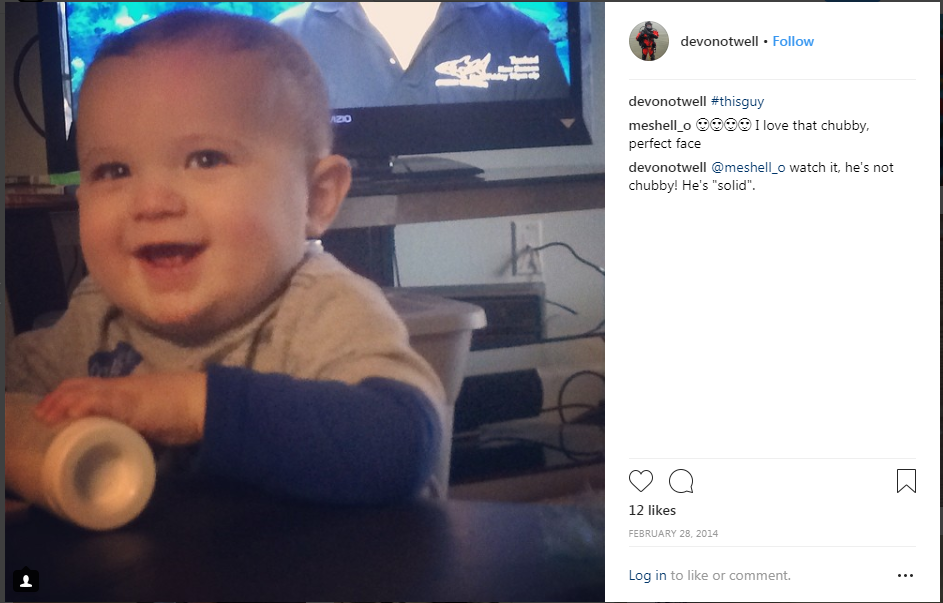 VIZIO
devonotwell • Follow
devonotwell #thisguy
meshell_o 😍😍😍😍 I love that chubby,
perfect face
devonotwell @meshell_o watch it, he's not
chubby! He's "solid".
12 likes
FEBRUARY 28, 2014
Log in to like or comment.